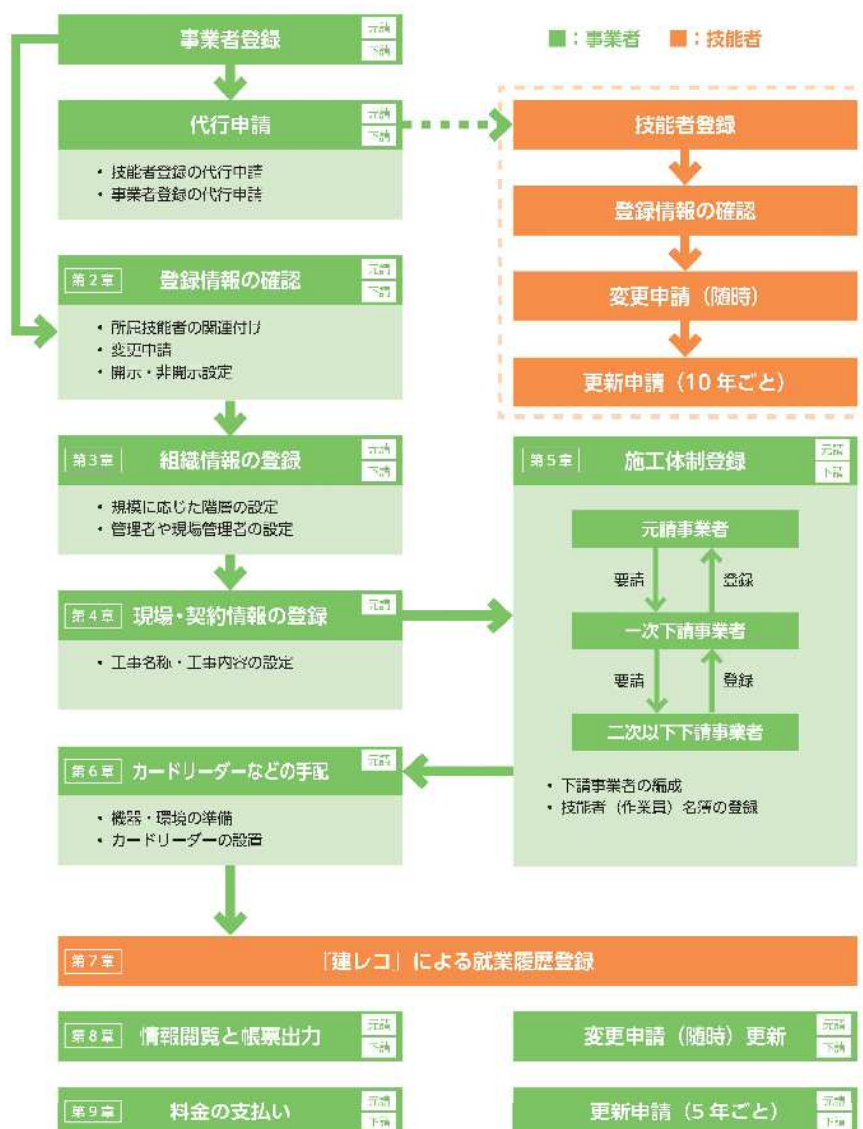 ■：事業者 ■：技能者
事業者登録
元請
下請
代行申請
元請
下請
・技能者登録の代行申請
・事業者登録の代行申請
技能者登録
登録情報の確認
変更申請（随時）
更新申請（10年ごと）
第2章 登録情報の確認
元請
下請
・所属技能者の関連付け
・変更申請
・開示・非開示設定
第3章 組織情報の登録
元請
下請
・規模に応じた階層の設定
・管理者や現場管理者の設定
第4章 現場・契約情報の登録
元請
・工事名称・工事内容の設定
第5章 施工体制登録
元請
下請
元請事業者
要請 登録
一次下請事業者
要請 登録
二次以下下請事業者
・下請事業者の編成
・技能者（作業員）名簿の登録
第6章 カードリーダーなどの手配
元請
・機器・環境の準備
・カードリーダーの設置
第7章 「建レコ」による就業履歴登録
第8章 情報閲覧と帳票出力
元請
下請
変更申請（随時）更新
元請
下請
第9章 料金の支払い
元請
下請
更新申請（5年ごと）
元請
下請